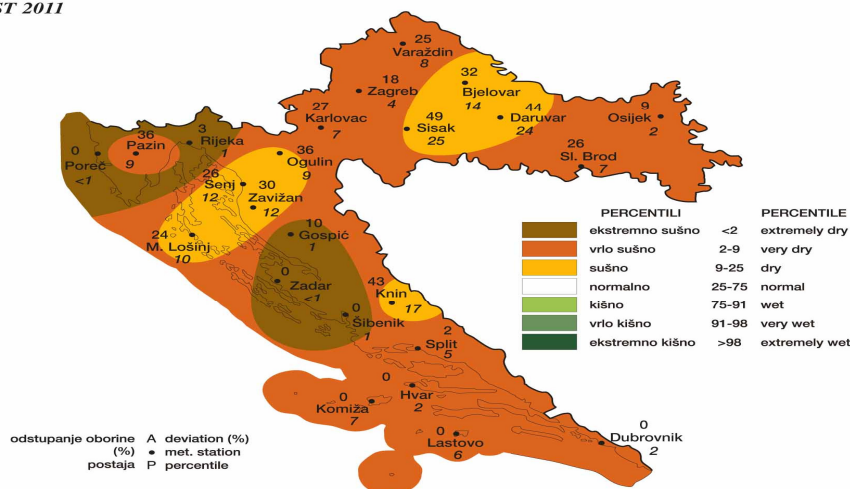 ST 2011
25
Varaždin
8
18
Zagreb
4
32
Bjelovar
14
27
Karlovac
7
49
Sisak
25
44
Daruvar
24
9
Osijek
2
26
Sl. Brod
7
36
Pazin
9
3
Rijeka
1
0
Poreč
<1
36
Ogulin
9
26
Senj
12
30
Zavižan
12
24
M. Lošinj
10
10
Gospić
1
0
Zadar
<1
43
Knin
17
0
Šibenik
1
2
Split
5
0
Hvar
2
0
Komiža
7
0
Lastovo
6
0
Dubrovnik
2
PERCENTILI PERCENTILE
ekstremno sušno <2 extremely dry
vrlo sušno 2-9 very dry
sušno 9-25 dry
normalno 25-75 normal
kišno 75-91 wet
vrlo kišno 91-98 very wet
ekstremno kišno >98 extremely wet
odstupanje oborine A deviation (%)
(%) • met. station
postaja P percentile